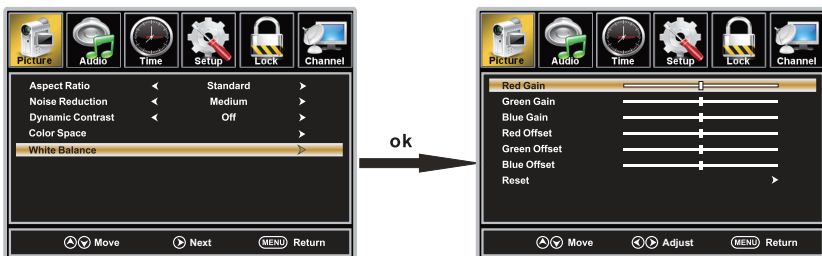 Picture Audio Time Setup Lock Channel
Aspect Ratio Standard
Noise Reduction Medium
Dynamic Contrast Off
Color Space
White Balance
Move Next MENU Return
ok
Picture Audio Time Setup Lock Channel
Red Gain
Green Gain
Blue Gain
Red Offset
Green Offset
Blue Offset
Reset
Move Adjust MENU Return